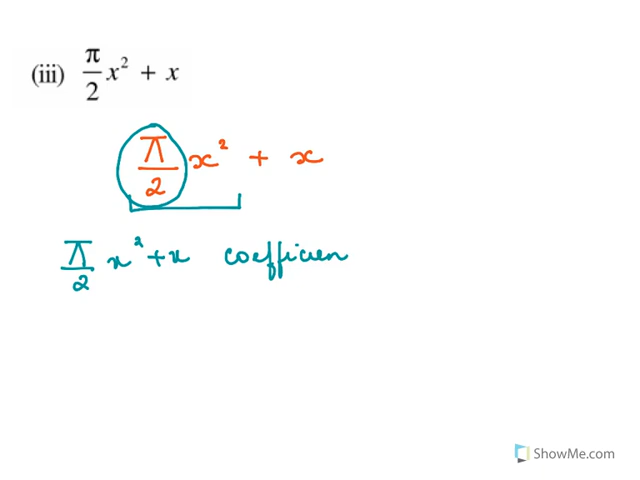 (iii) π/2 x² + x
π/2 x² + x
π/2 x² + x coefficien
ShowMe.com